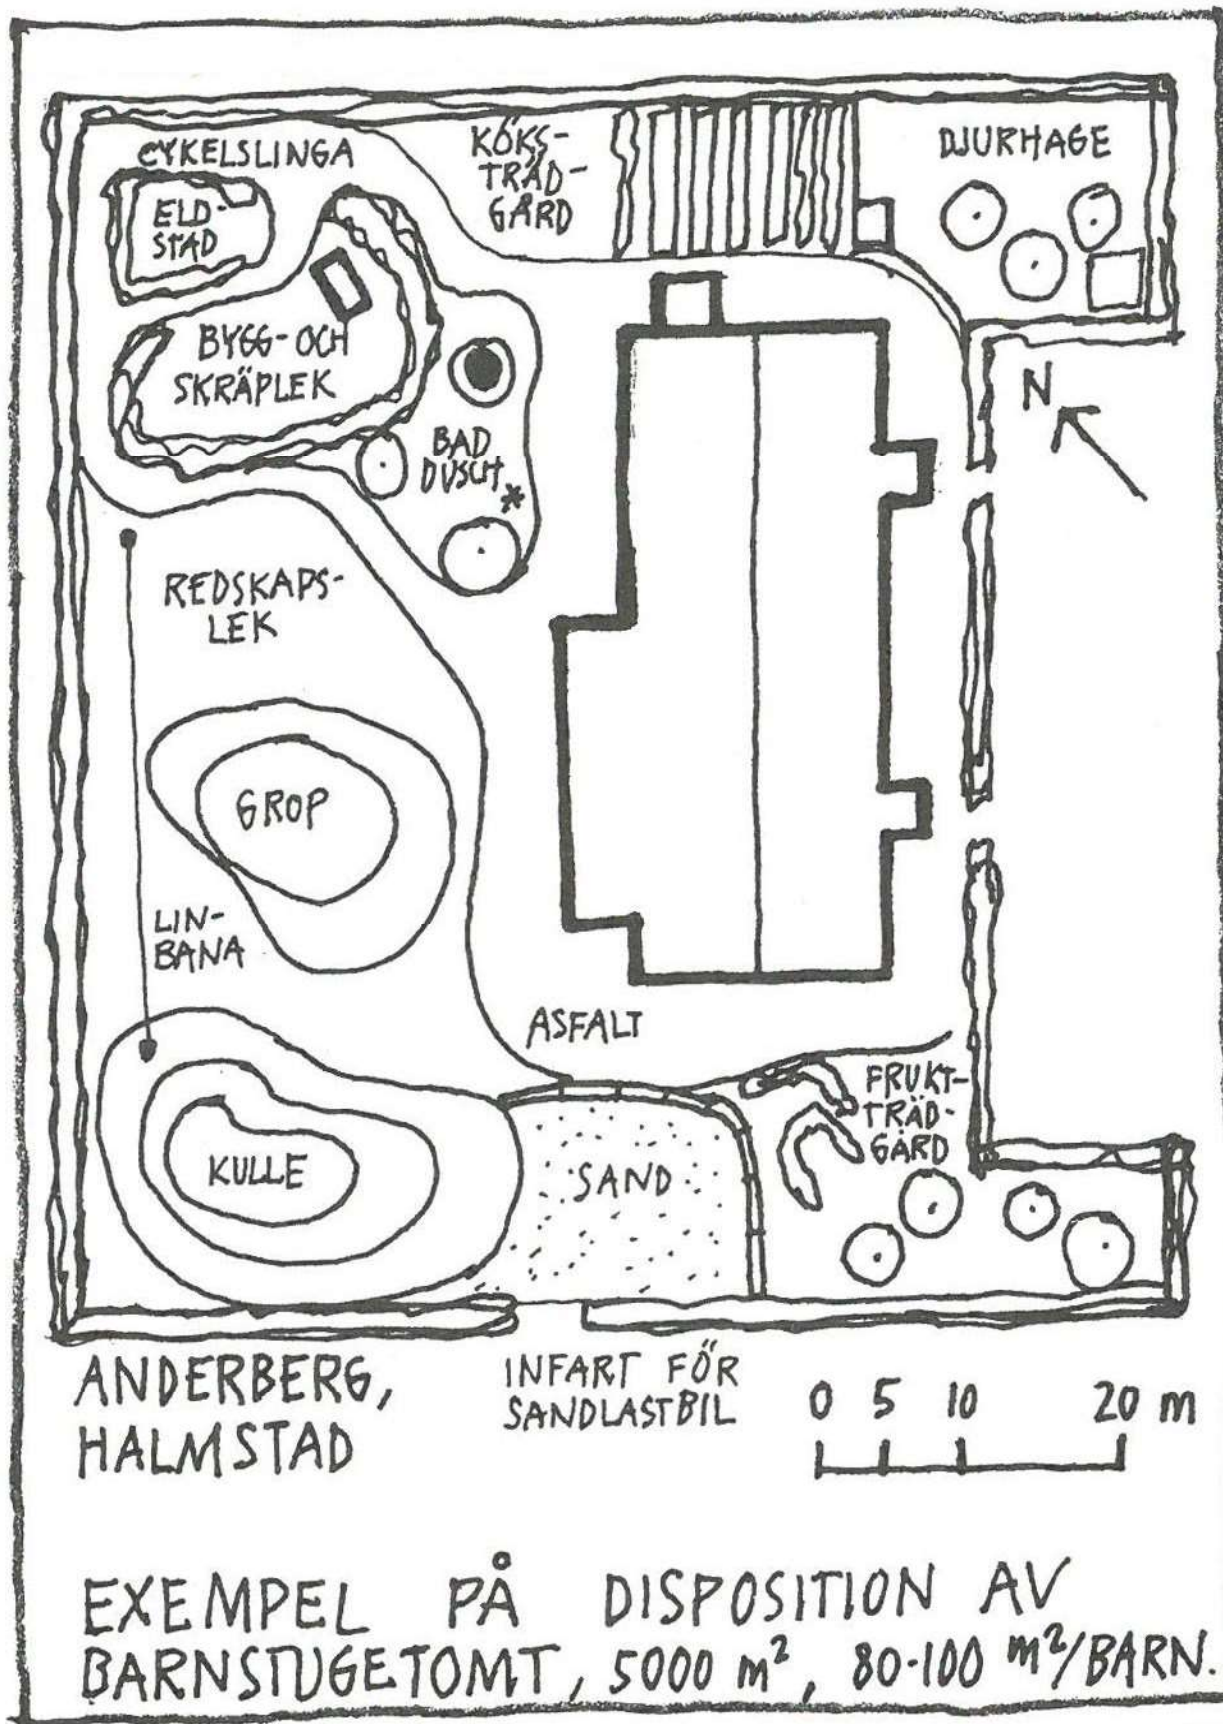 CYKELSLINGA
ELD-
STAD
KÖKS-
TRÄD-
GÅRD
DJURHAGE
BYGG- OCH
SKRÄPLEK
BAD
DUSCH
N
REDSKAPS-
LEK
GROP
LIN-
BANA
ASFALT
FRUKT-
TRÄD-
GÅRD
KULLE
SAND
ANDERBERG,
HALMSTAD
INFART FÖR
SANDLASTBIL
0 5 10 20 m
EXEMPEL PÅ DISPOSITION AV
BARNSTUGETOMT, 5000 m², 80-100 m²/BARN.